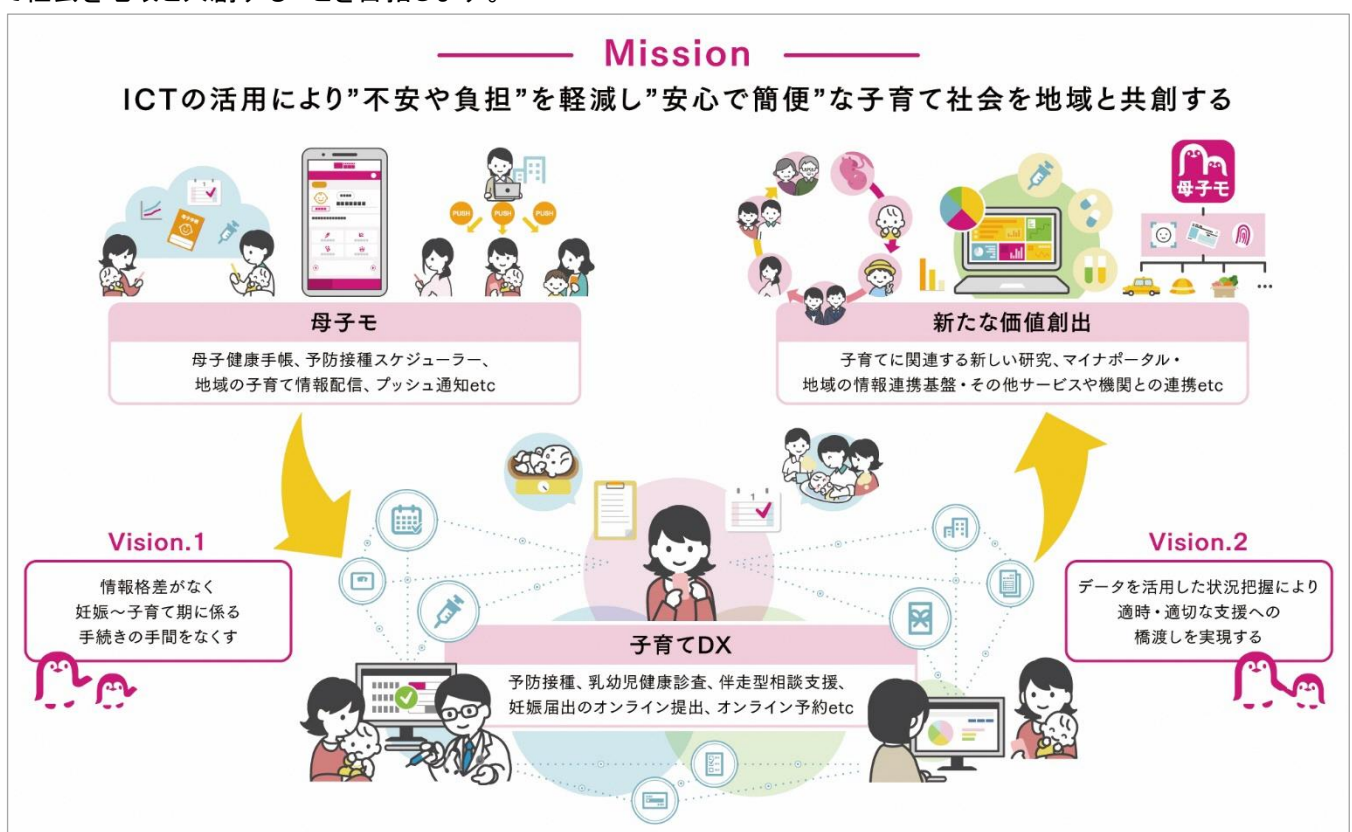 Mission
ICTの活用により”不安や負担”を軽減し”安心で簡便”な子育て社会を地域と共創する
PUSH
PUSH
PUSH
母子モ
母子モ
母子健康手帳、予防接種スケジューラー、
地域の子育て情報配信、プッシュ通知etc
新たな価値創出
子育てに関連する新しい研究、マイナポータル・
地域の情報連携基盤・その他サービスや機関との連携etc
Vision.1
情報格差がなく
妊娠～子育て期に係る
手続きの手間をなくす
Vision.2
データを活用した状況把握により
適時・適切な支援への
橋渡しを実現する
子育てDX
予防接種、乳幼児健康診査、伴走型相談支援、
妊娠届出のオンライン提出、オンライン予約etc